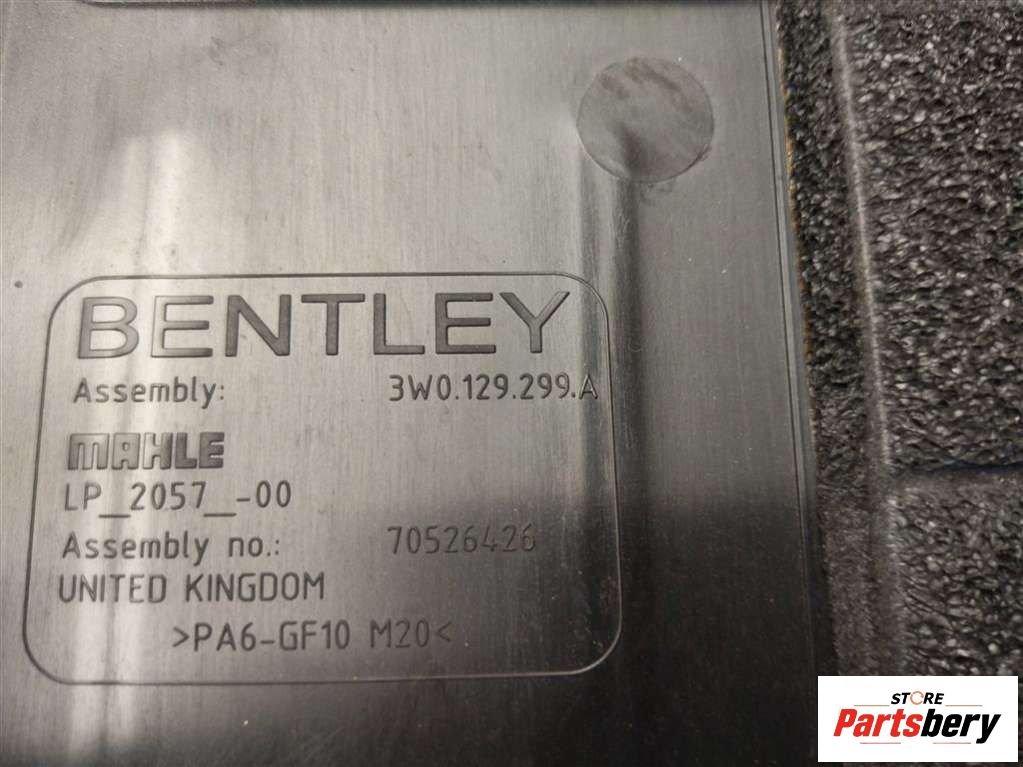 BENTLEY
Assembly: 3W0.129.299.A
MAHLE
LP_2057_-00
Assembly no.: 70526426
UNITED KINGDOM
>PA6-GF10 M20<
STORE
Partsbery